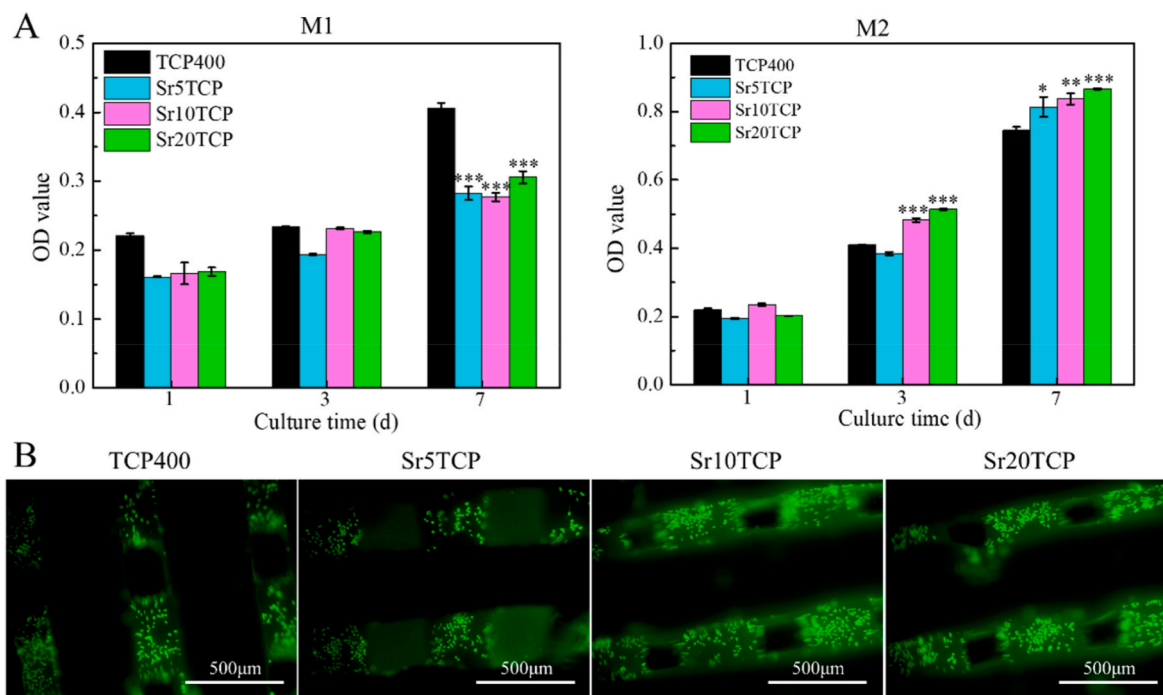 A
M1
0.5
0.4
0.3
0.2
0.1
0.0
OD value
TCP400
Sr5TCP
Sr10TCP
Sr20TCP
*** *** ***
1 3 7
Culture time (d)
M2
1.0
0.8
0.6
0.4
0.2
0.0
OD value
TCP400
Sr5TCP
Sr10TCP
Sr20TCP
*** ***
* ** ***
1 3 7
Culturc timc (d)
B
TCP400 Sr5TCP Sr10TCP Sr20TCP
500μm 500μm 500μm 500μm